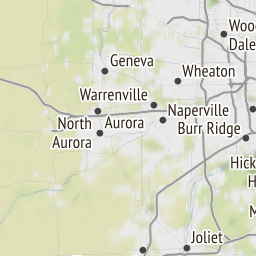 Wood
Dale
Geneva
Wheaton
Warrenville
North
Aurora
Aurora
Naperville
Burr Ridge
Hick
M
Joliet